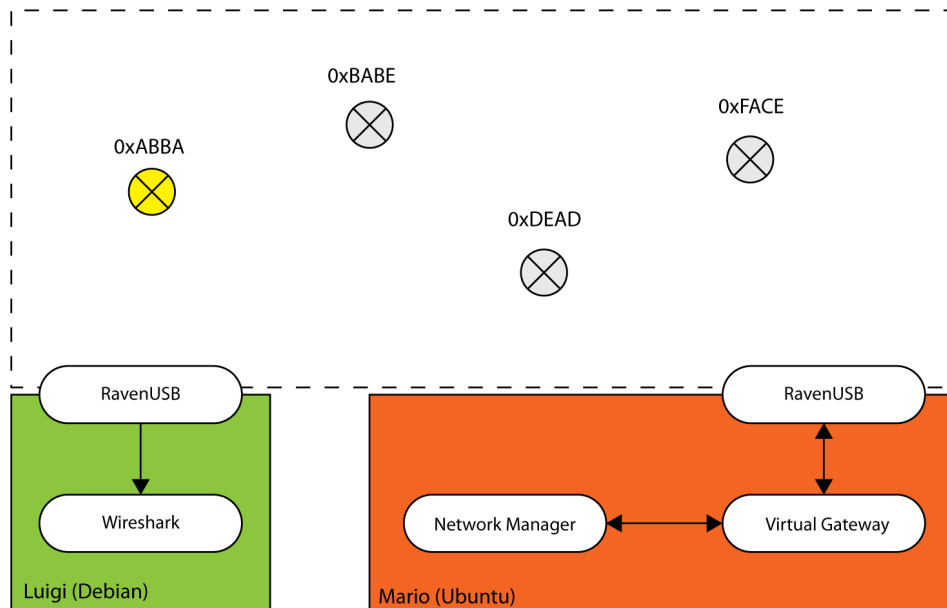 0xBABE
0xFACE
0xABBA
0xDEAD
RavenUSB
RavenUSB
Wireshark
Network Manager
Virtual Gateway
Luigi (Debian)
Mario (Ubuntu)